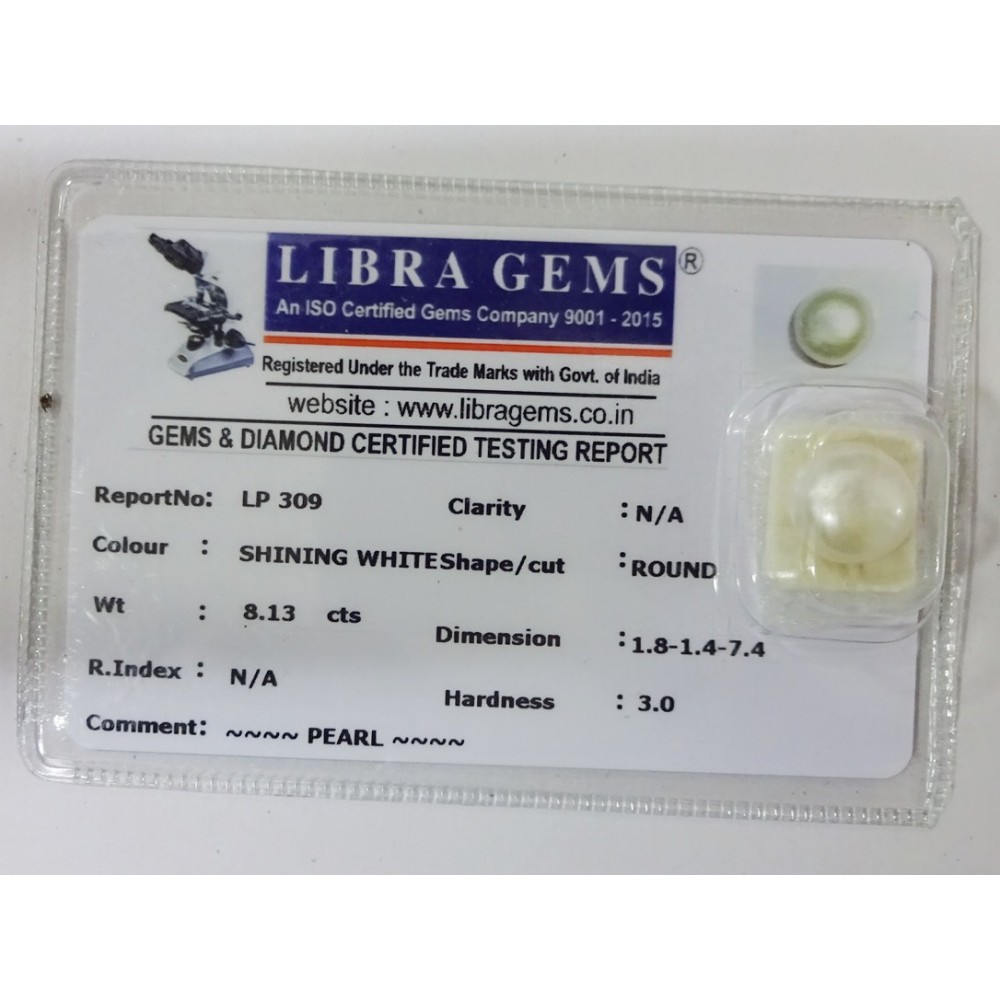 LIBRA GEMS ®
An ISO Certified Gems Company 9001 - 2015
Registered Under the Trade Marks with Govt. of India
website : www.libragems.co.in
GEMS & DIAMOND CERTIFIED TESTING REPORT
ReportNo: LP 309 Clarity : N/A
Colour : SHINING WHITE Shape/cut : ROUND
Wt : 8.13 cts Dimension : 1.8-1.4-7.4
R.Index : N/A Hardness : 3.0
Comment: ~~~~ PEARL ~~~~